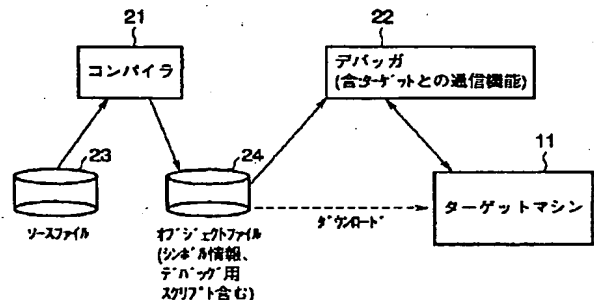 21
コンパイラ
22
デバッガ
(含ﾀｰｹﾞｯﾄとの通信機能)
23
ｿｰｽﾌｧｲﾙ
24
ｵﾌﾞｼﾞｪｸﾄﾌｧｲﾙ
(ｼﾝﾎﾞﾙ情報、
ﾃﾞﾊﾞｯｸﾞ用
ｽｸﾘﾌﾟﾄ含む)
ﾀﾞｳﾝﾛｰﾄﾞ
11
ターゲットマシン